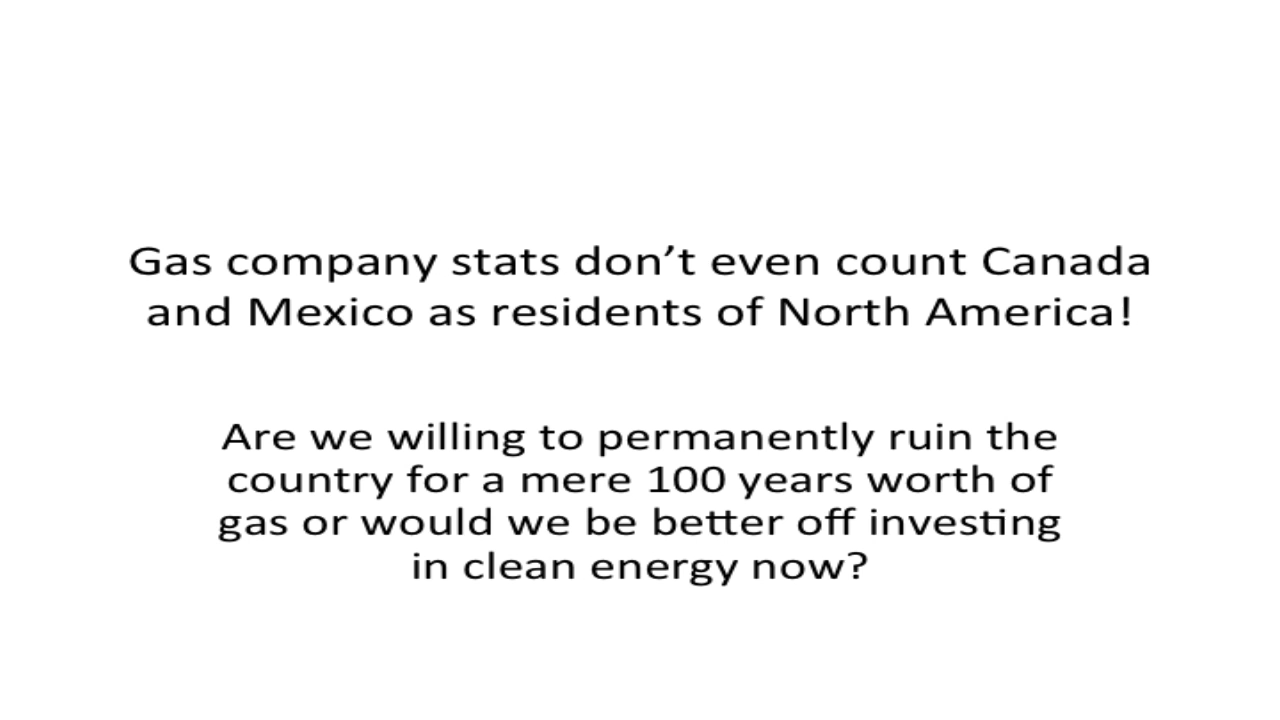 Gas company stats don’t even count Canada
and Mexico as residents of North America!
Are we willing to permanently ruin the
country for a mere 100 years worth of
gas or would we be better off investing
in clean energy now?